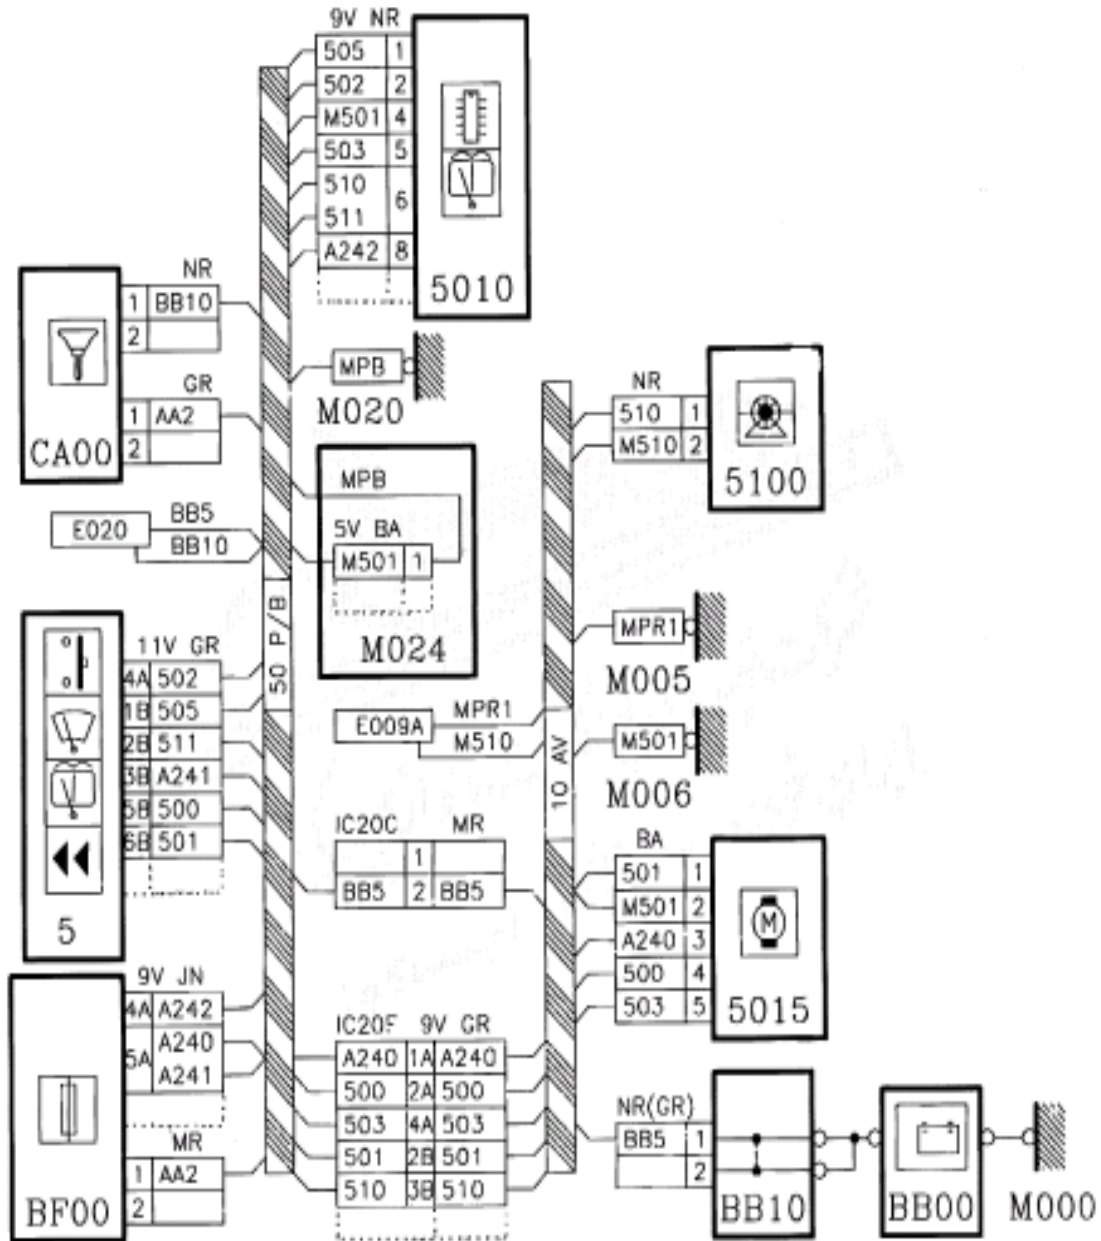 9V NR
505 1
502 2
M501 4
503 5
510
6
511
A242 8
5010
NR
1 BB10
2
GR
1 AA2
2
CA00
MPB
M020
E020
BB5
BB10
MPB
5V BA
M501 1
M024
NR
510 1
M510 2
5100
50 P/B
11V GR
4A 502
1B 505
2B 511
3B A241
5B 500
6B 501
5
MPR1
M005
E009A
MPR1
M510
10 AV
M501
M006
IC20C MR
1
BB5 2 BB5
BA
501 1
M501 2
A240 3
500 4
503 5
M
5015
9V JN
4A A242
A240
5A
A241
MR
1 AA2
2
BF00
IC20F 9V GR
A240 1A A240
500 2A 500
503 4A 503
501 2B 501
510 3B 510
NR(GR)
BB5 1
2
BB10
BB00
M000